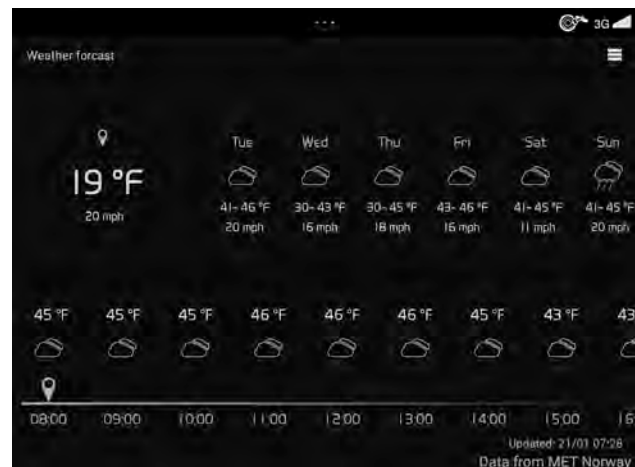 3G
Weather forcast
Tue Wed Thu Fri Sat Sun
19 °F
20 mph
41-46 °F 30-43 °F 30-45 °F 43-46 °F 41-45 °F 41-45 °F
20 mph 16 mph 18 mph 16 mph 11 mph 20 mph
45 °F 45 °F 45 °F 46 °F 46 °F 46 °F 45 °F 43 °F 43
08:00 09:00 10:00 11:00 12:00 13:00 14:00 15:00 16
Updated: 21/01 07:28
Data from MET Norway